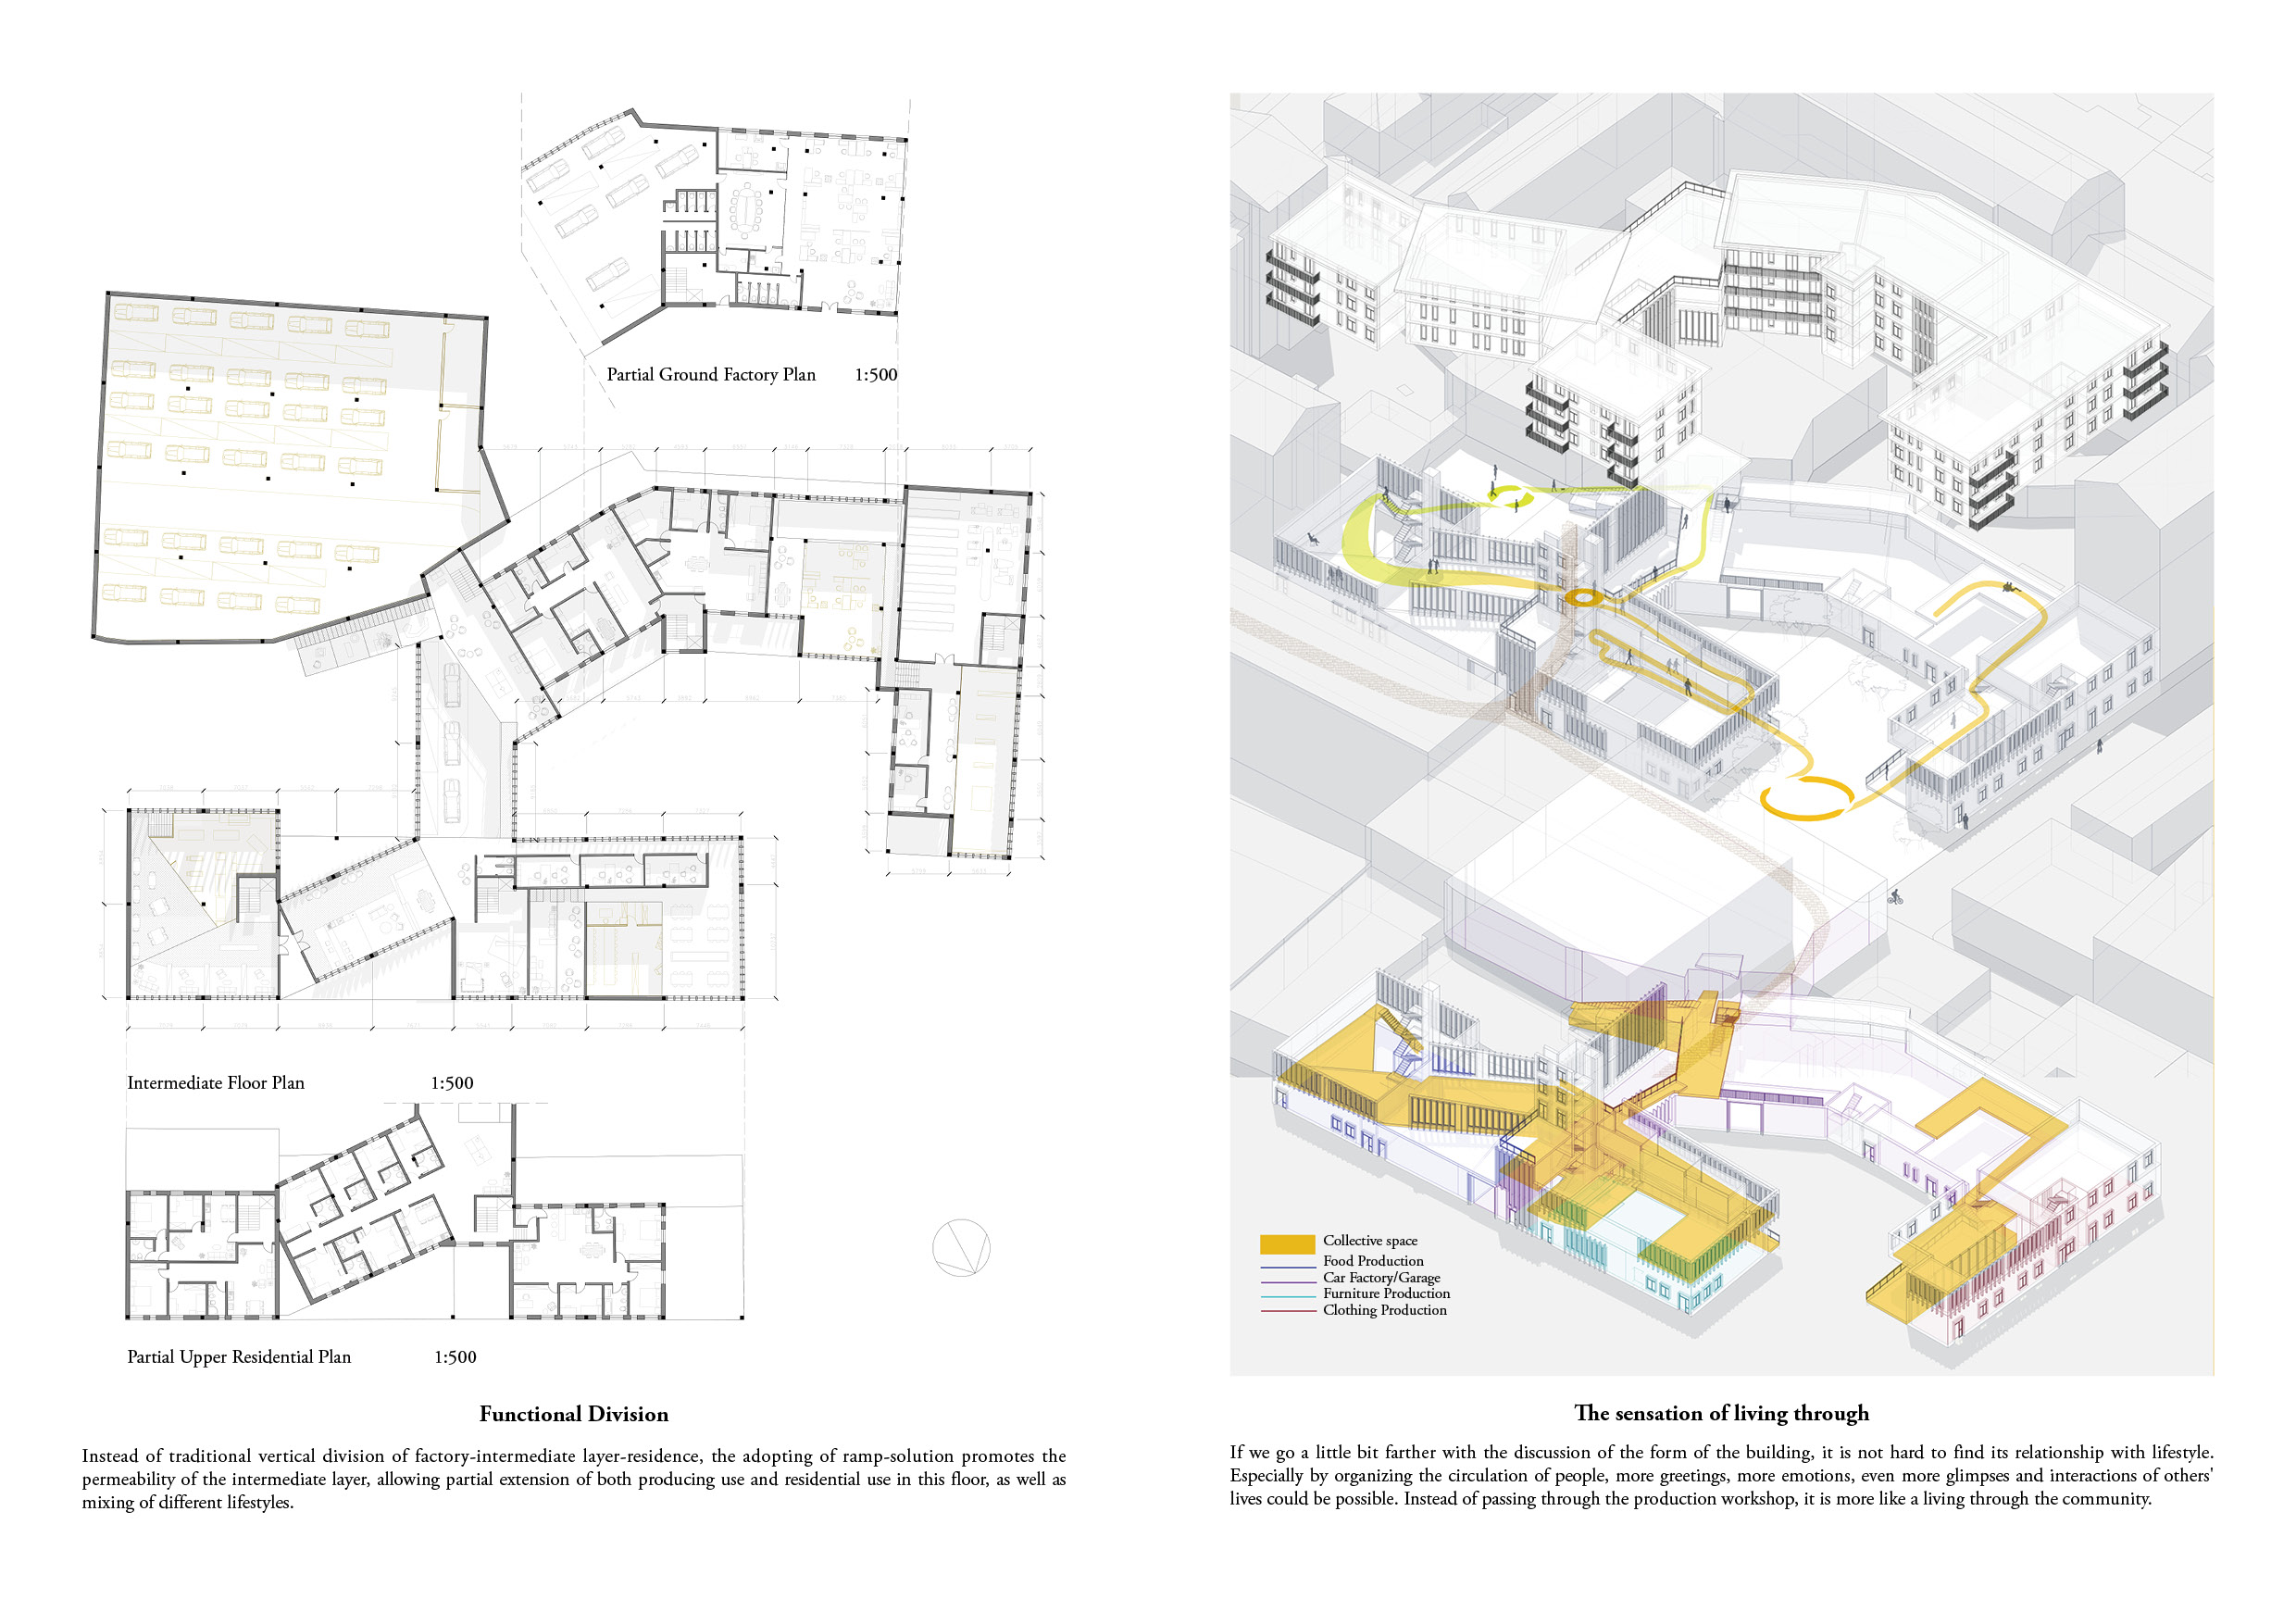 Partial Ground Factory Plan 1:500
Intermediate Floor Plan 1:500
Partial Upper Residential Plan 1:500
Functional Division
Instead of traditional vertical division of factory-intermediate layer-residence, the adopting of ramp-solution promotes the
permeability of the intermediate layer, allowing partial extension of both producing use and residential use in this floor, as well as
mixing of different lifestyles.
Collective space
Food Production
Car Factory/Garage
Furniture Production
Clothing Production
The sensation of living through
If we go a little bit farther with the discussion of the form of the building, it is not hard to find its relationship with lifestyle.
Especially by organizing the circulation of people, more greetings, more emotions, even more glimpses and interactions of others'
lives could be possible. Instead of passing through the production workshop, it is more like a living through the community.